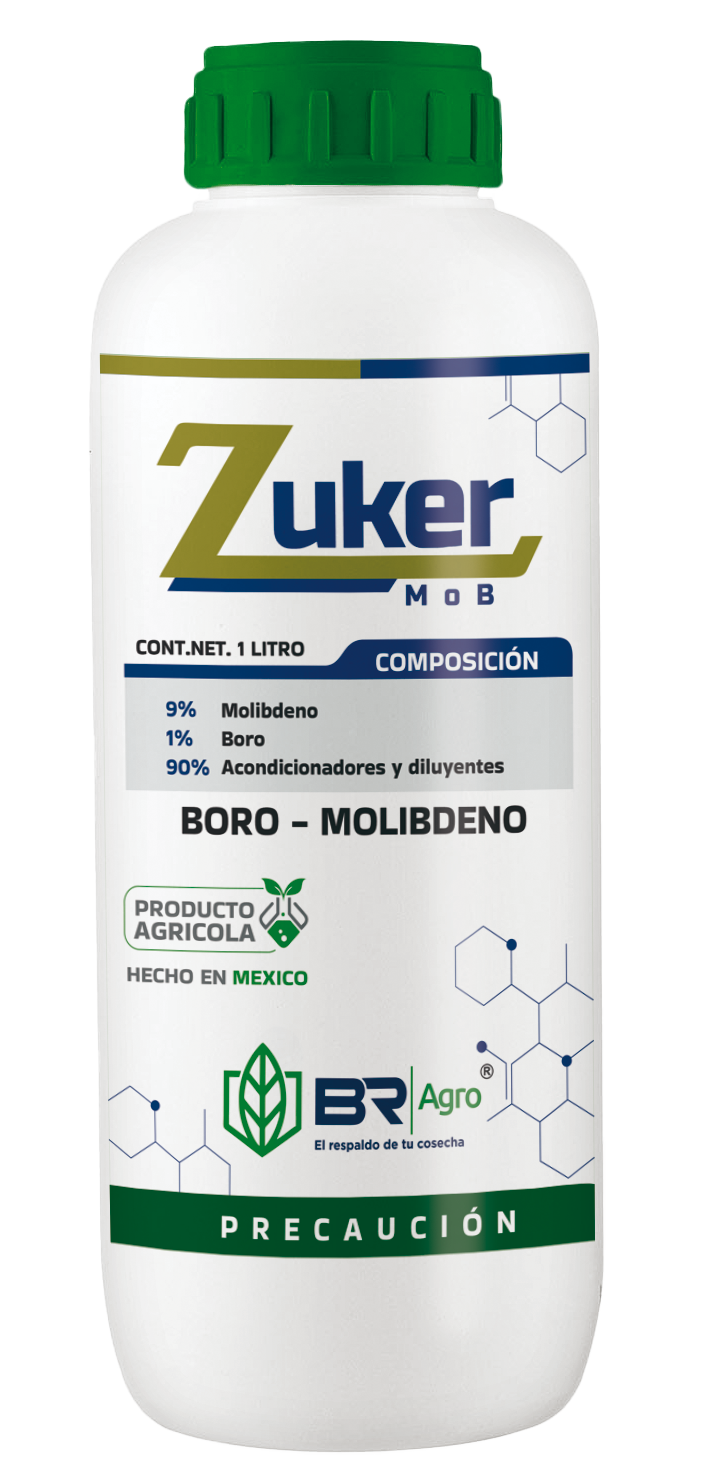 Zuker
MoB
CONT.NET. 1 LITRO
COMPOSICIÓN
9% Molibdeno
1% Boro
90% Acondicionadores y diluyentes
BORO - MOLIBDENO
PRODUCTO
AGRICOLA
HECHO EN MEXICO
BR Agro ®
El respaldo de tu cosecha
PRECAUCIÓN